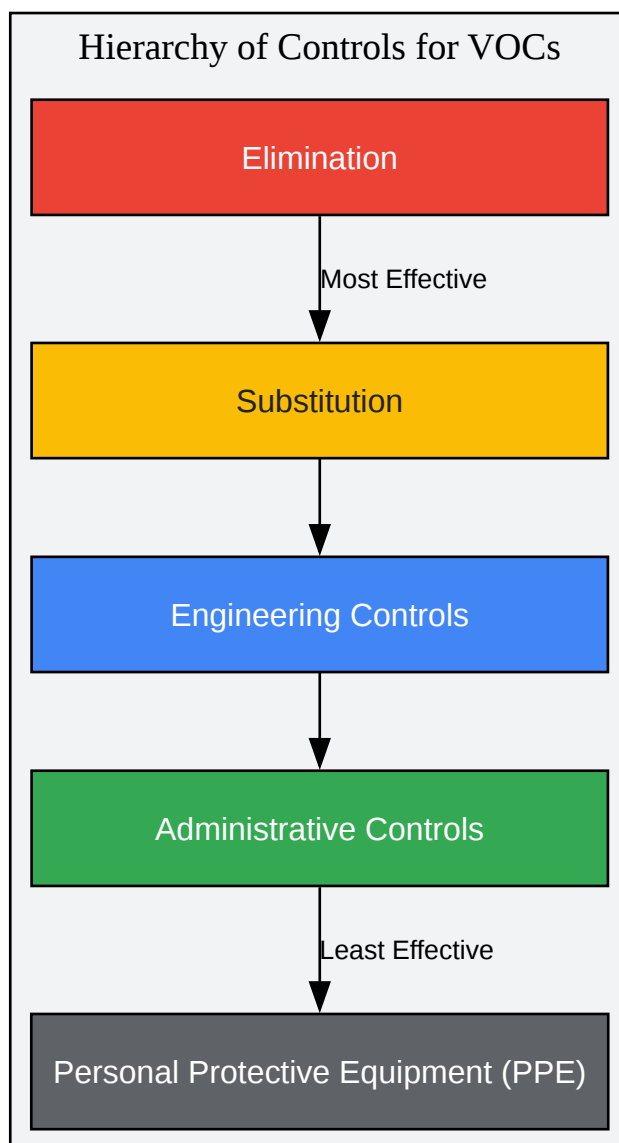 Hierarchy of Controls for VOCs
Elimination
Most Effective
Substitution
Engineering Controls
Administrative Controls
Least Effective
Personal Protective Equipment (PPE)